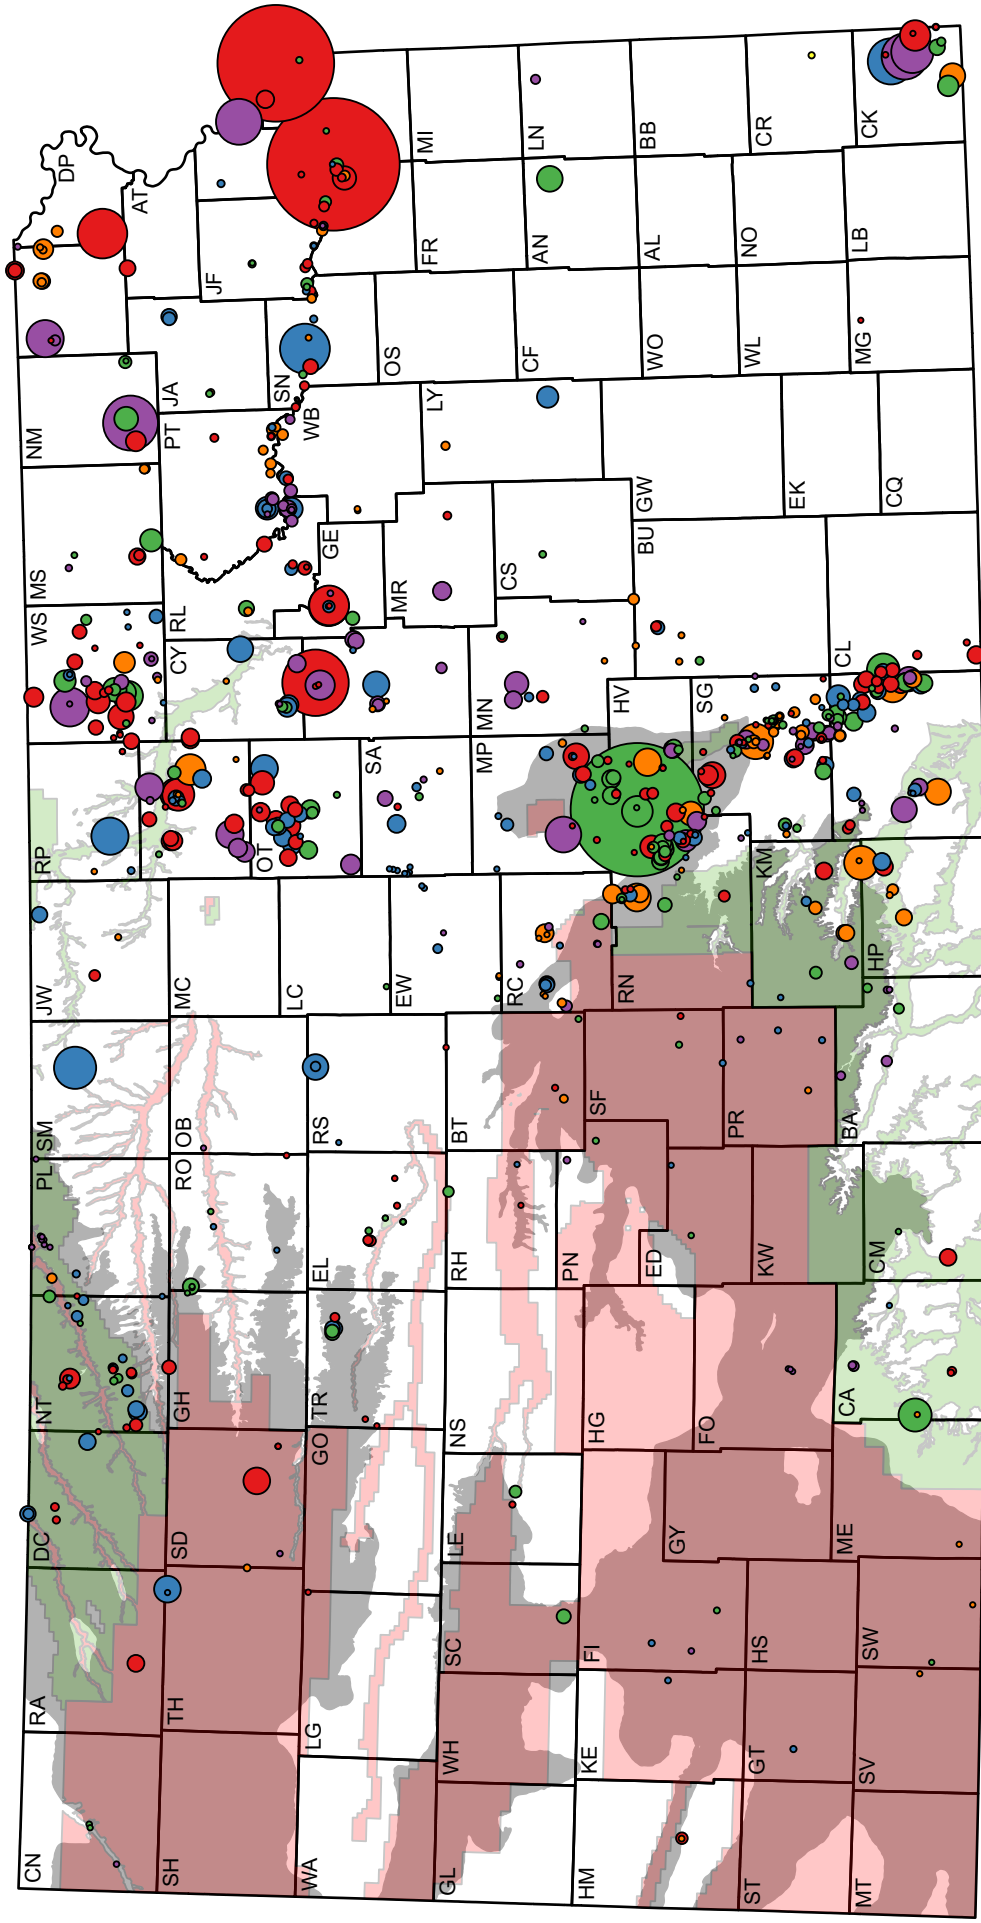 CN
RA
DC
NT
PL
SM
JW
RP
WS
MS
NM
DP
AT
SH
TH
SD
GH
RO
OB
MC
CY
RL
PT
JA
JF
WA
LG
GO
TR
EL
RS
LC
OT
GE
WB
SN
GL
WH
SC
LE
NS
RH
BT
EW
SA
MR
LY
OS
FR
MI
RC
MP
MN
CS
CF
AN
LN
HM
KE
FI
HG
PN
SF
RN
HV
BU
GW
WO
AL
BB
ED
GY
FO
PR
SG
ST
GT
HS
KW
KM
EK
WL
NO
CR
MT
SV
SW
ME
CA
CM
BA
HP
CL
CQ
MG
LB
CK